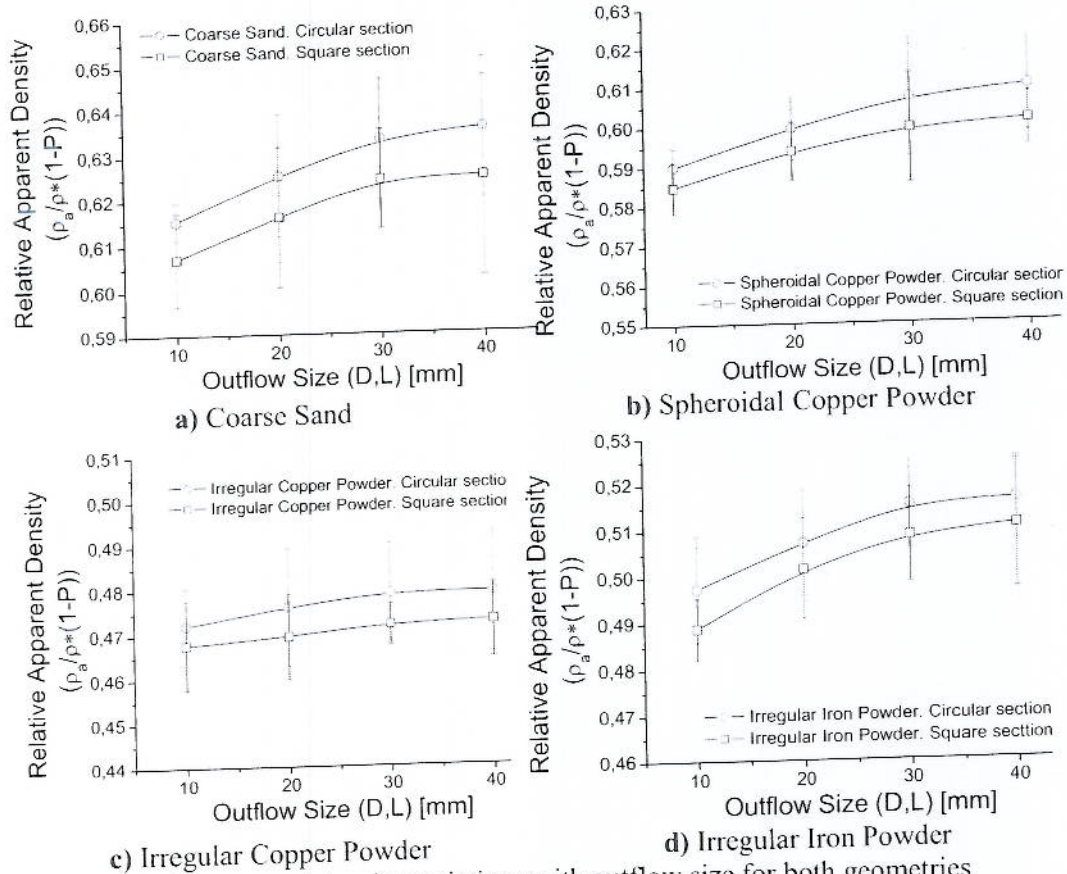 0,66
0,65
0,64
0,63
0,62
0,61
0,60
0,59
Coarse Sand. Circular section
Coarse Sand. Square section
Relative Apparent Density
(ρₐ/ρ*(1-P))
10 20 30 40
Outflow Size (D,L) [mm]
a) Coarse Sand
0,63
0,62
0,61
0,60
0,59
0,58
0,57
0,56
0,55
Relative Apparent Density
(ρₐ/ρ*(1-P))
Spheroidal Copper Powder. Circular section
Spheroidal Copper Powder. Square section
10 20 30 40
Outflow Size (D,L) [mm]
b) Spheroidal Copper Powder
0,51
0,50
0,49
0,48
0,47
0,46
0,45
0,44
Irregular Copper Powder. Circular sectio
Irregular Copper Powder. Square section
Relative Apparent Density
(ρₐ/ρ*(1-P))
10 20 30 40
Outflow Size (D,L) [mm]
c) Irregular Copper Powder
0,53
0,52
0,51
0,50
0,49
0,48
0,47
0,46
Relative Apparent Density
(ρₐ/ρ*(1-P))
Irregular Iron Powder. Circular section
Irregular Iron Powder. Square secttion
10 20 30 40
Outflow Size (D,L) [mm]
d) Irregular Iron Powder
with outflow size for both geometries